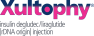 Xultophy®
insulin degludec/liraglutide
(rDNA origin) injection